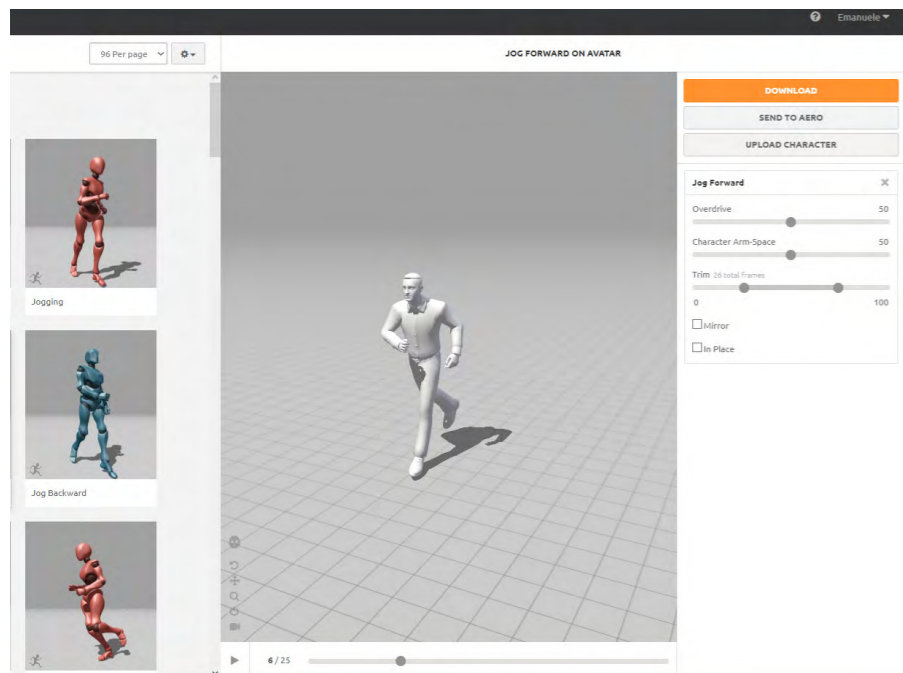 Emanuele
96 Per page
JOG FORWARD ON AVATAR
Jogging
Jog Backward
6 / 25
DOWNLOAD
SEND TO AERO
UPLOAD CHARACTER
Jog Forward
Overdrive 50
Character Arm-Space 50
Trim 26 total frames
0 100
Mirror
In Place